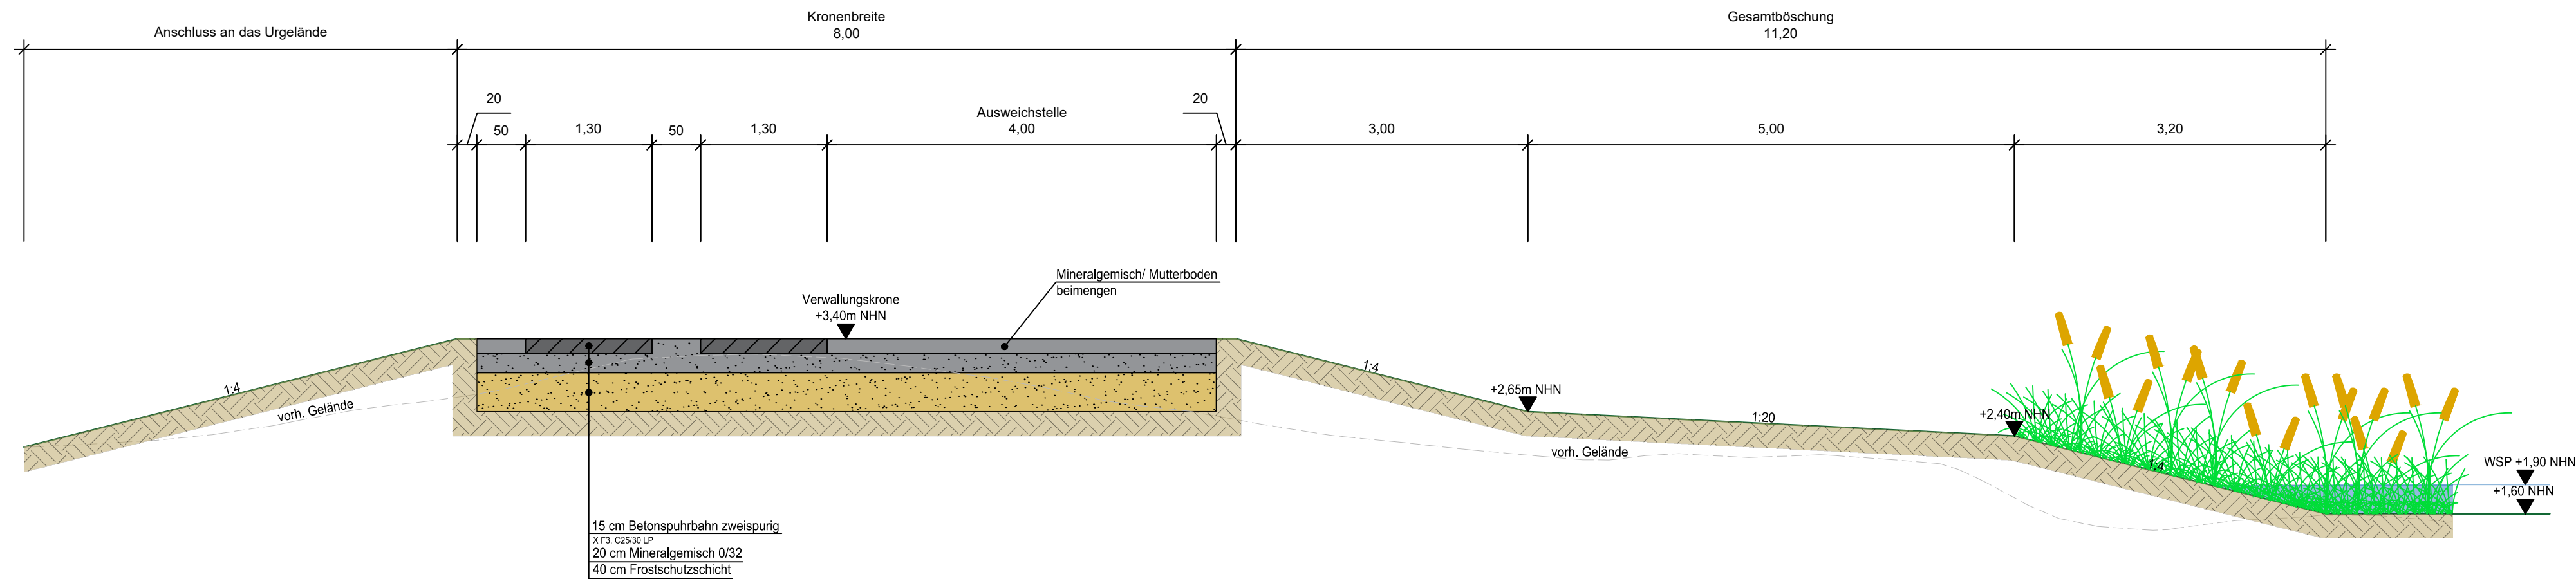 Kronenbreite
Gesamtböschung
Anschluss an das Urgelände
8,00
11,20
20
20
Ausweichstelle
50
1,30
50
1,30
4,00
3,00
5,00
3,20
Mineralgemisch/ Mutterboden
beimengen
Verwallungskrone
+3,40m NHN
1:4
1:4
vorh. Gelände
+2,65m NHN
1:20
+2,40m NHN
vorh. Gelände
1:4
WSP +1,90 NHN
+1,60 NHN
15 cm Betonspuhrbahn zweispurig
X F3, C25/30 LP
20 cm Mineralgemisch 0/32
40 cm Frostschutzschicht